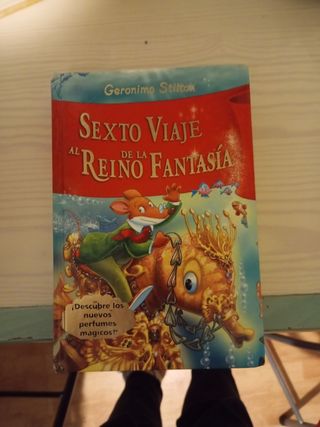 Geronimo Stilton
SEXTO VIAJE
AL REINO DE LA FANTASÍA
¡Descubre los
nuevos
perfumes
mágicos!